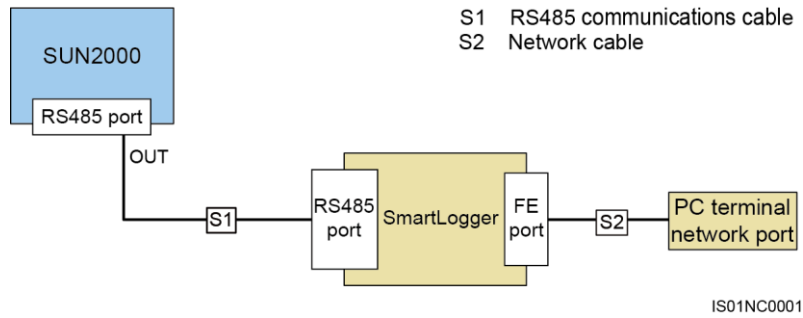 S1 RS485 communications cable
S2 Network cable
SUN2000
RS485 port
OUT
S1
RS485
port
SmartLogger
FE
port
S2
PC terminal
network port
IS01NC0001